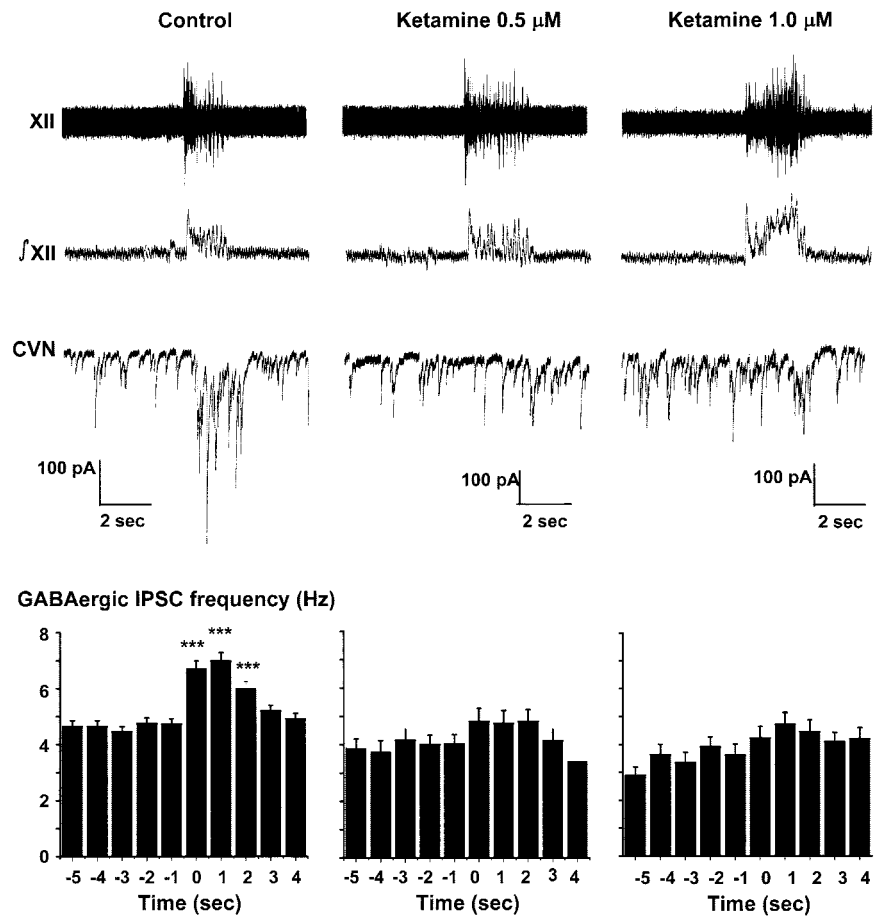 Control Ketamine 0.5 µM Ketamine 1.0 µM
XII
∫XII
CVN
100 pA 100 pA 100 pA
2 sec 2 sec 2 sec
GABAergic IPSC frequency (Hz)
8
6
4
2
0
*** *** ***
-5 -4 -3 -2 -1 0 1 2 3 4 -5 -4 -3 -2 -1 0 1 2 3 4 -5 -4 -3 -2 -1 0 1 2 3 4
Time (sec) Time (sec) Time (sec)